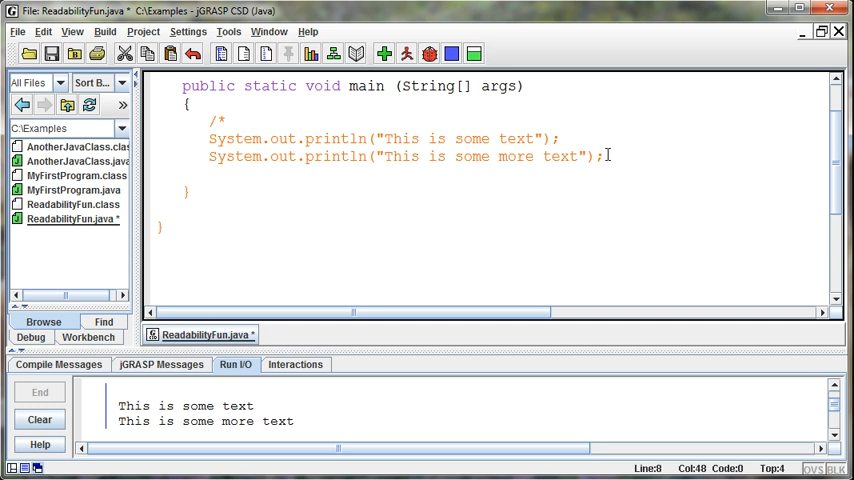 File: ReadabilityFun.java * C:\Examples - jGRASP CSD (Java)
File Edit View Build Project Settings Tools Window Help
All Files Sort B...
C:\Examples
AnotherJavaClass.clas
AnotherJavaClass.java
MyFirstProgram.class
MyFirstProgram.java
ReadabilityFun.class
ReadabilityFun.java *
Browse Find
Debug Workbench
public static void main (String[] args)
{
/*
System.out.println("This is some text");
System.out.println("This is some more text");
}
}
ReadabilityFun.java *
Compile Messages jGRASP Messages Run I/O Interactions
End
Clear
Help
This is some text
This is some more text
Line:8 Col:48 Code:0 Top:4 OVS BLK